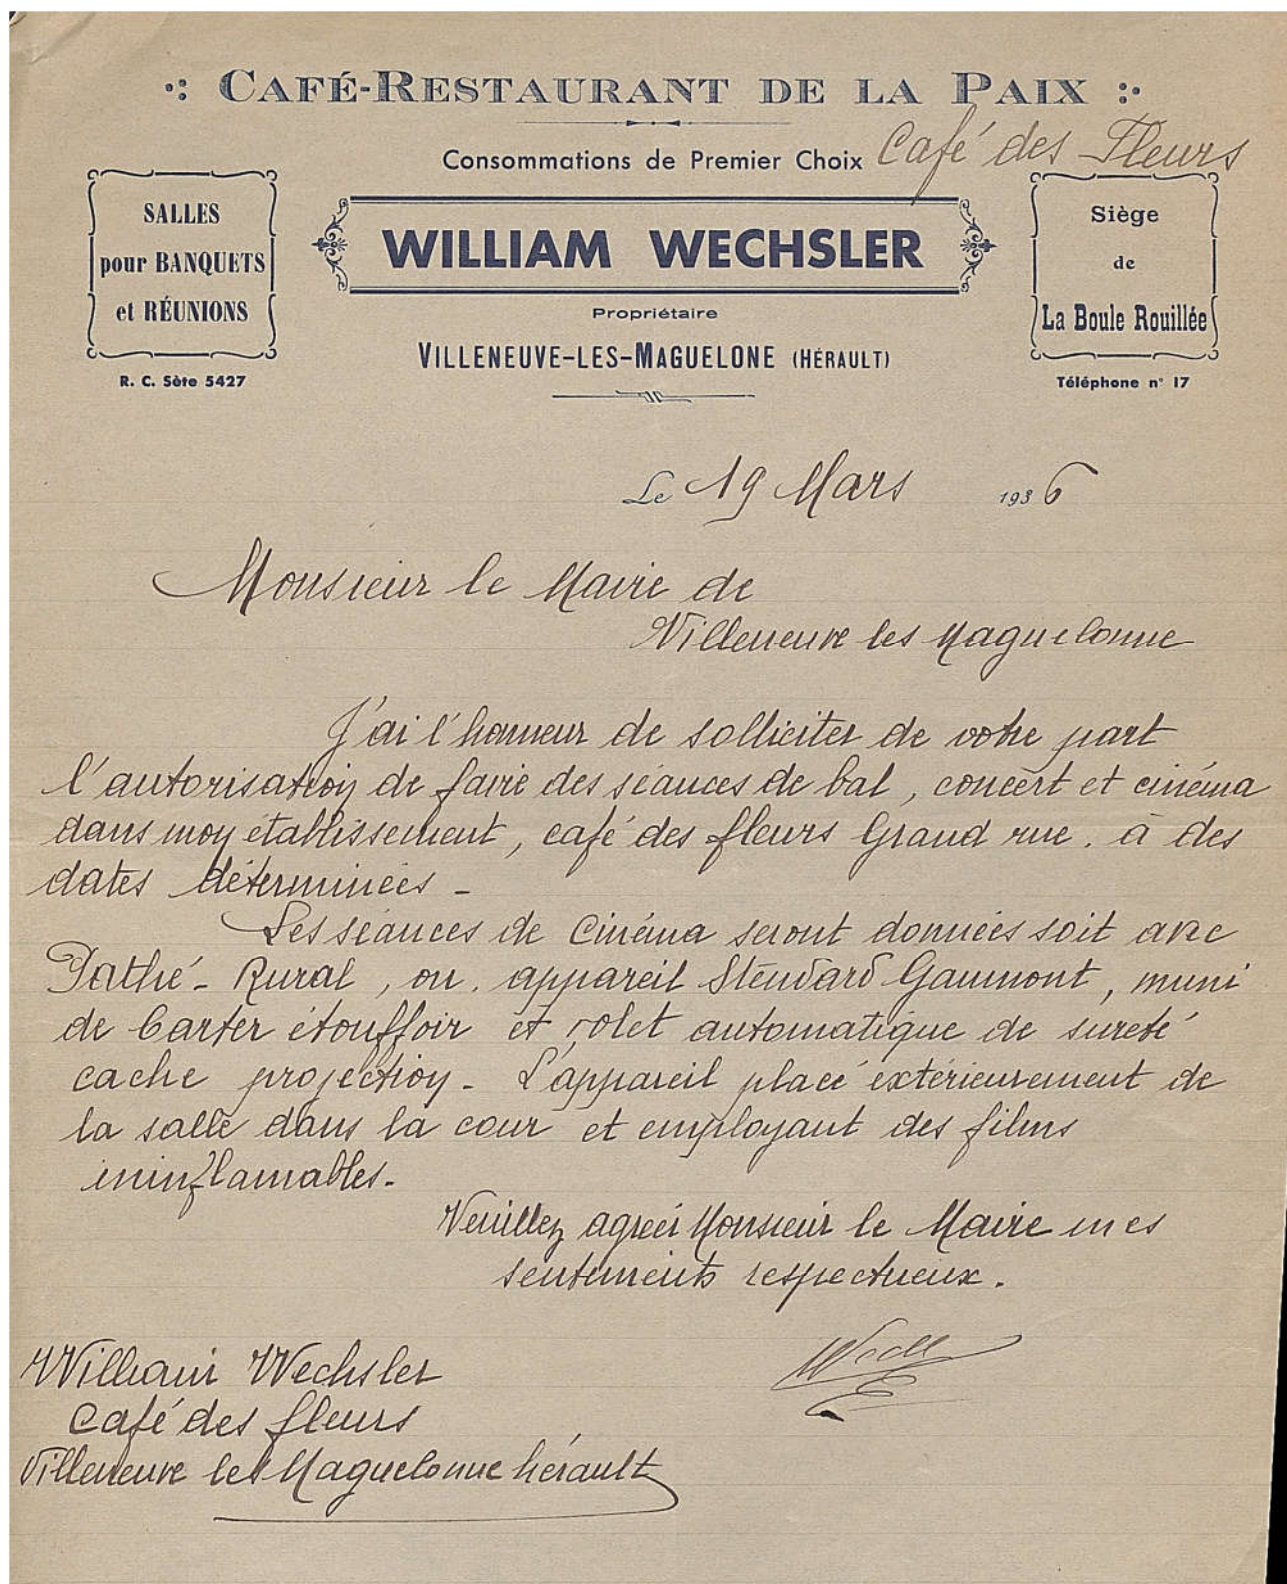 CAFÉ-RESTAURANT DE LA PAIX
Consommations de Premier Choix
Café des Fleurs
SALLES
pour BANQUETS
et RÉUNIONS
R. C. Sète 5427
WILLIAM WECHSLER
Propriétaire
VILLENEUVE-LES-MAGUELONE (HÉRAULT)
Siège
de
La Boule Rouillée
Téléphone n° 17
Le 19 Mars 1936
Monsieur le Maire de
Villeneuve les Maguelonne
J'ai l'honneur de solliciter de votre part
l'autorisation de faire des séances de bal, concert et cinéma
dans mon établissement, café des fleurs Grand rue. à des
dates déterminées -
Les séances de Cinéma seront données soit avec
Pathé-Rural, ou. appareil Stendard Gaumont, muni
de Carter étouffoir et volet automatique de sureté
cache projection - L'appareil placé extérieurement de
la salle dans la cour et employant des films
ininflamables.
Veuillez agréer Monsieur le Maire mes
sentiments respectueux.
William Wechsler
Café des fleurs
Villeneuve les Maguelonne hérault